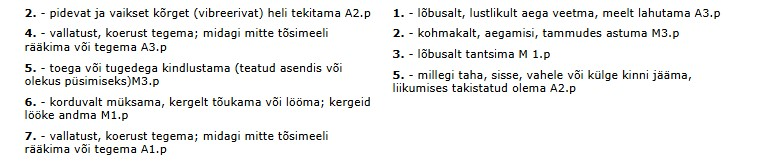 2. - pidevat ja vaikset kõrget (vibreerivat) heli tekitama A2.p
4. - vallatust, koerust tegema; midagi mitte tõsimeeli
rääkima või tegema A3.p
5. - toega või tugedega kindlustama (teatud asendis või
olekus püsimiseks)M3.p
6. - korduvalt müksama, kergelt tõukama või lööma; kergeid
lööke andma M1.p
7. - vallatust, koerust tegema; midagi mitte tõsimeeli
rääkima või tegema A1.p
1. - lõbusalt, lustlikult aega veetma, meelt lahutama A3.p
2. - kohmakalt, aegamisi, tammudes astuma M3.p
3. - lõbusalt tantsima M 1.p
5. - millegi taha, sisse, vahele või külge kinni jääma,
liikumises takistatud olema A2.p